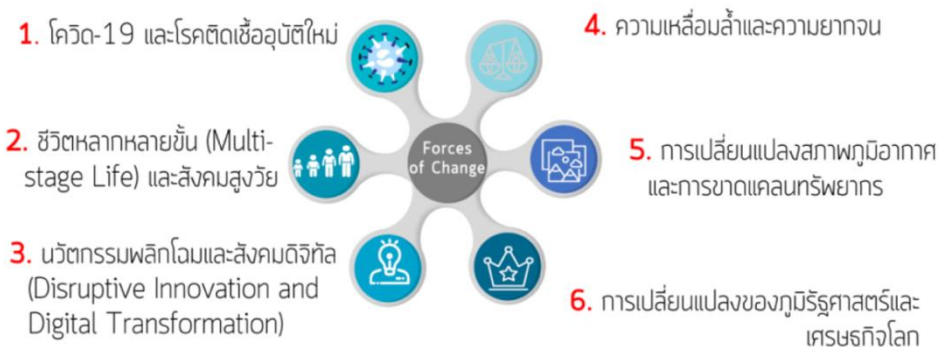 1. โควิด-19 และโรคติดเชื้ออุบัติใหม่
2. ชีวิตหลากหลายขั้น (Multi-
stage Life) และสังคมสูงวัย
3. นวัตกรรมพลิกโฉมและสังคมดิจิทัล
(Disruptive Innovation and
Digital Transformation)
Forces
of Change
4. ความเหลื่อมล้ำและความยากจน
5. การเปลี่ยนแปลงสภาพภูมิอากาศ
และการขาดแคลนทรัพยากร
6. การเปลี่ยนแปลงของภูมิรัฐศาสตร์และ
เศรษฐกิจโลก